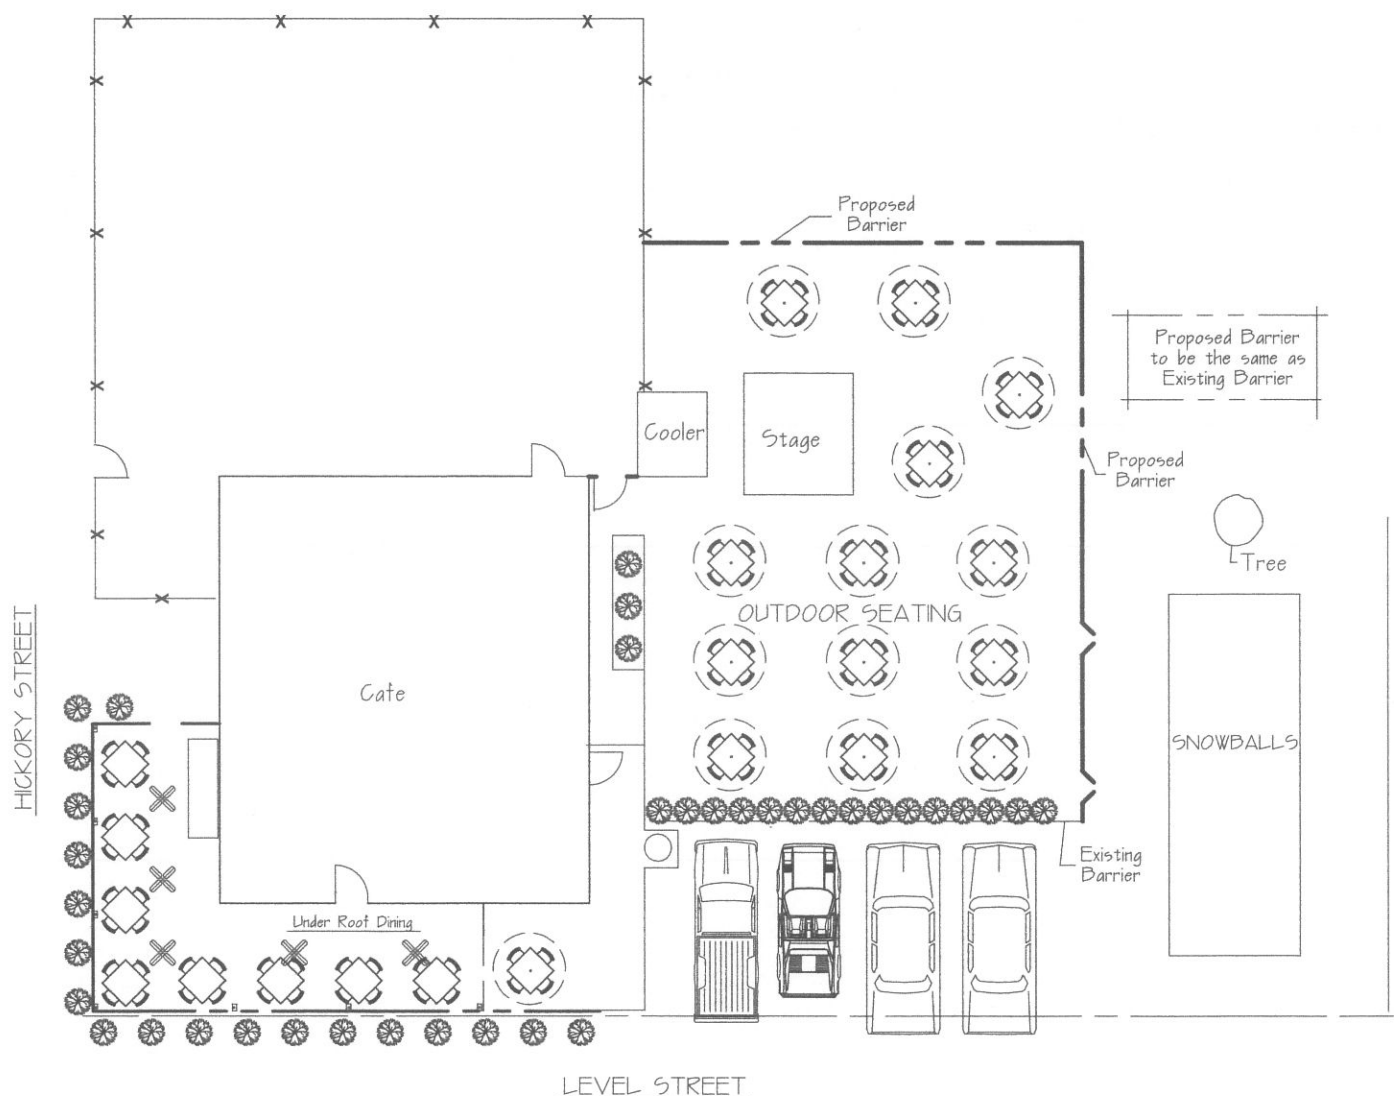 Proposed
Barrier
Proposed Barrier
to be the same as
Existing Barrier
Cooler
Stage
Proposed
Barrier
Tree
OUTDOOR SEATING
HICKORY STREET
Cafe
SNOWBALLS
Existing
Barrier
Under Roof Dining
LEVEL STREET